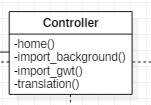 Controller
-home()
-import_background()
-import_gwt()
-translation()